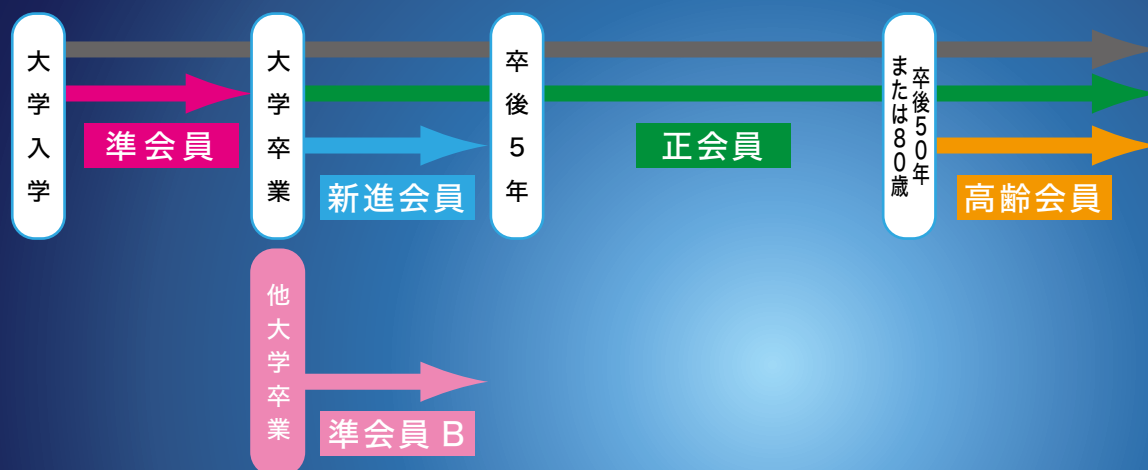 大学入学
大学卒業
卒後5年
卒後50年
または80歳
準会員
新進会員
正会員
高齢会員
他大学卒業
準会員 B